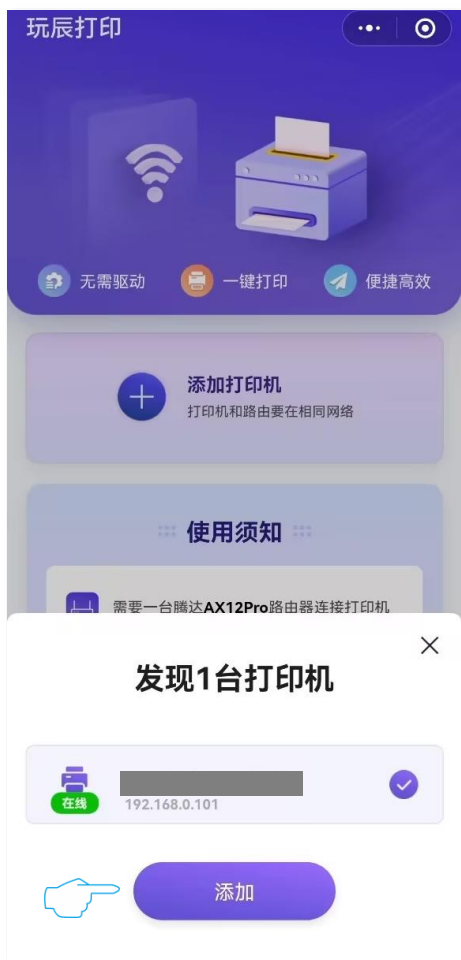 玩辰打印
无需驱动 一键打印 便捷高效
添加打印机
打印机和路由要在相同网络
使用须知
需要一台腾达AX12Pro路由器连接打印机
发现1台打印机
在线
192.168.0.101
添加